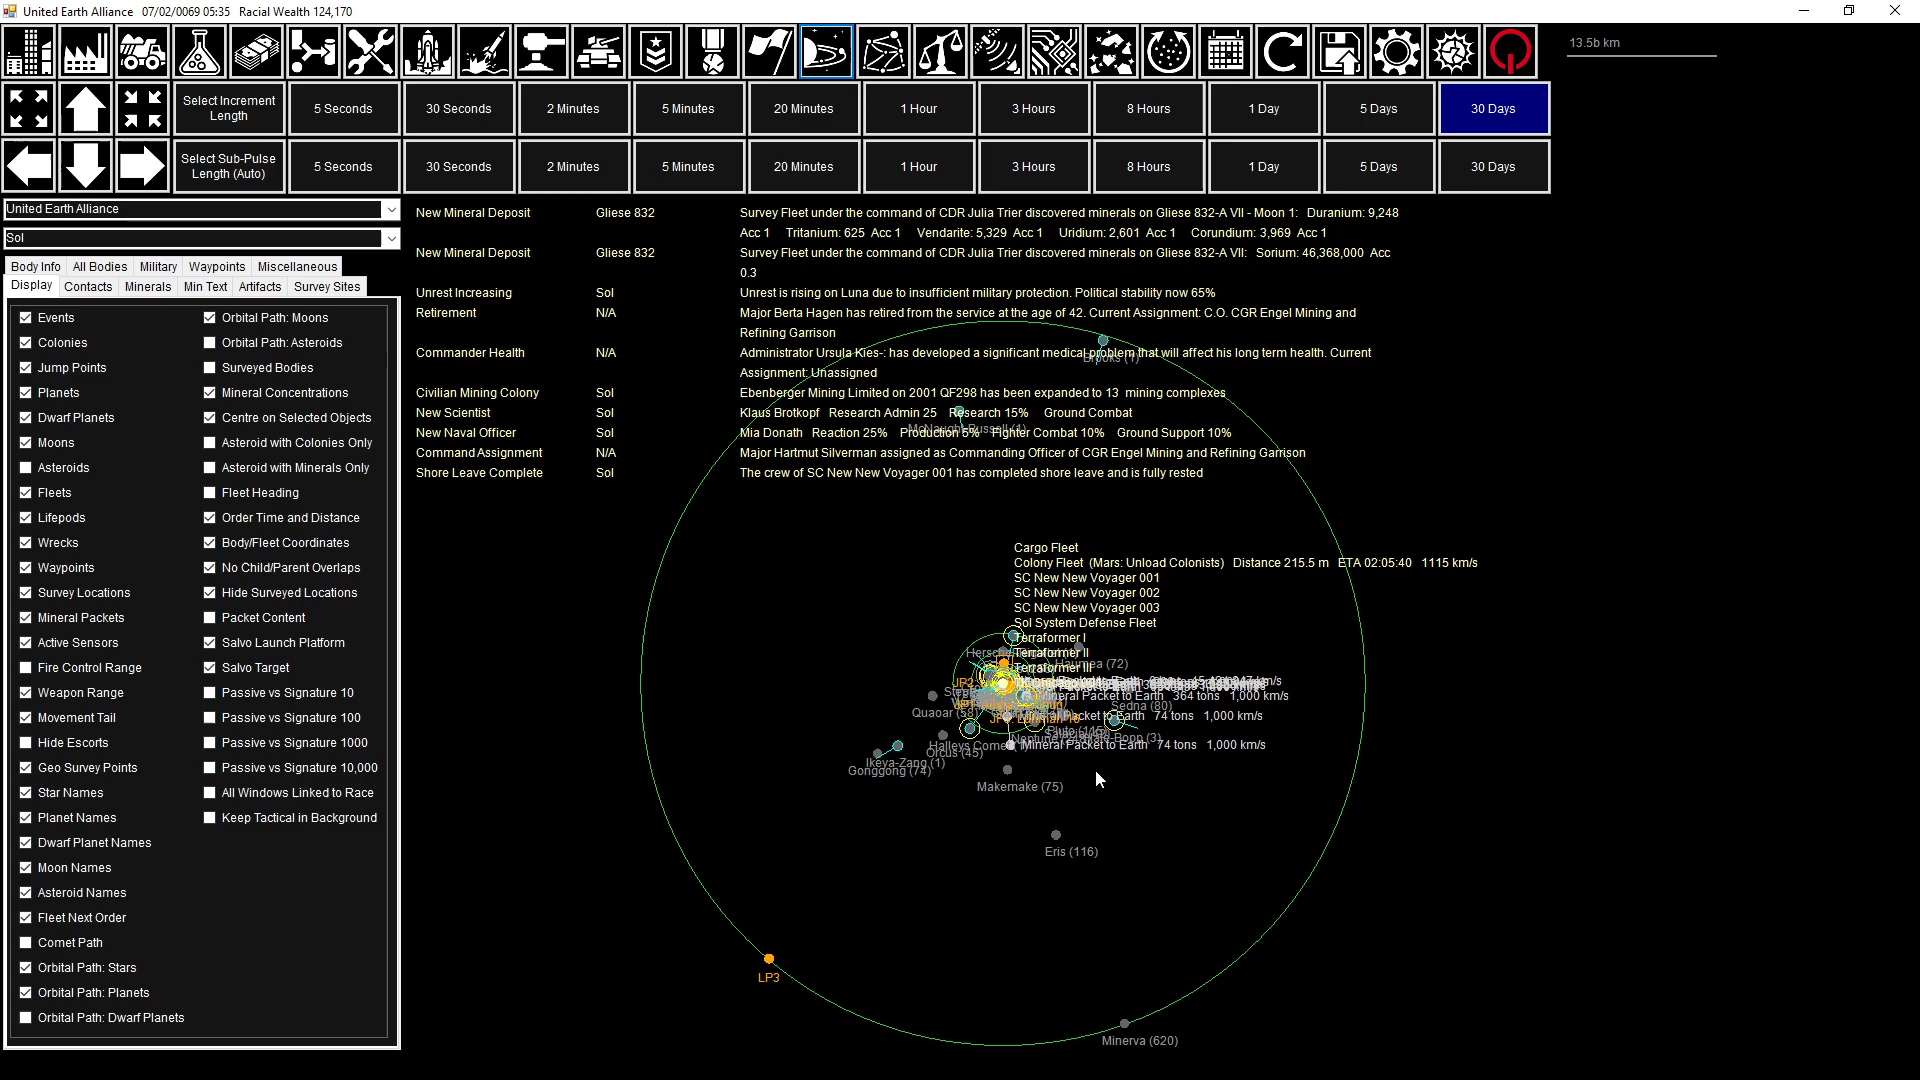 United Earth Alliance   07/02/0069 05:35   Racial Wealth 124,170
13.5b km
Select Increment Length
5 Seconds
30 Seconds
2 Minutes
5 Minutes
20 Minutes
1 Hour
3 Hours
8 Hours
1 Day
5 Days
30 Days
Select Sub-Pulse Length (Auto)
5 Seconds
30 Seconds
2 Minutes
5 Minutes
20 Minutes
1 Hour
3 Hours
8 Hours
1 Day
5 Days
30 Days
United Earth Alliance
Sol
Body Info   All Bodies   Military   Waypoints   Miscellaneous
Display   Contacts   Minerals   Min Text   Artifacts   Survey Sites
Events
Colonies
Jump Points
Planets
Dwarf Planets
Moons
Asteroids
Fleets
Lifepods
Wrecks
Waypoints
Survey Locations
Mineral Packets
Active Sensors
Fire Control Range
Weapon Range
Movement Tail
Hide Escorts
Geo Survey Points
Star Names
Planet Names
Dwarf Planet Names
Moon Names
Asteroid Names
Fleet Next Order
Comet Path
Orbital Path: Stars
Orbital Path: Planets
Orbital Path: Dwarf Planets
Orbital Path: Moons
Orbital Path: Asteroids
Surveyed Bodies
Mineral Concentrations
Centre on Selected Objects
Asteroid with Colonies Only
Asteroid with Minerals Only
Fleet Heading
Order Time and Distance
Body/Fleet Coordinates
No Child/Parent Overlaps
Hide Surveyed Locations
Packet Content
Salvo Launch Platform
Salvo Target
Passive vs Signature 10
Passive vs Signature 100
Passive vs Signature 1000
Passive vs Signature 10,000
All Windows Linked to Race
Keep Tactical in Background
New Mineral Deposit   Gliese 832   Survey Fleet under the command of CDR Julia Trier discovered minerals on Gliese 832-A VII - Moon 1:   Duranium: 9,248
Acc 1   Tritanium: 625  Acc 1   Vendarite: 5,329  Acc 1   Uridium: 2,601  Acc 1   Corundium: 3,969  Acc 1
New Mineral Deposit   Gliese 832   Survey Fleet under the command of CDR Julia Trier discovered minerals on Gliese 832-A VII:   Sorium: 46,368,000  Acc
0.3
Unrest Increasing   Sol   Unrest is rising on Luna due to insufficient military protection. Political stability now 65%
Retirement   N/A   Major Berta Hagen has retired from the service at the age of 42. Current Assignment: C.O. CGR Engel Mining and
Refining Garrison
Commander Health   N/A   Administrator Ursula Kies-: has developed a significant medical problem that will affect his long term health. Current
Assignment: Unassigned
Civilian Mining Colony   Sol   Ebenberger Mining Limited on 2001 QF298 has been expanded to 13  mining complexes
New Scientist   Sol   Klaus Brotkopf   Research Admin 25   Research 15%   Ground Combat
New Naval Officer   Sol   Mia Donath   Reaction 25%   Production 5%   Fighter Combat 10%   Ground Support 10%
Command Assignment   N/A   Major Hartmut Silverman assigned as Commanding Officer of CGR Engel Mining and Refining Garrison
Shore Leave Complete   Sol   The crew of SC New New Voyager 001 has completed shore leave and is fully rested
Brooks (1)
McNaught-Russell (1)
Cargo Fleet
Colony Fleet  (Mars: Unload Colonists)   Distance 215.5 m   ETA 02:05:40   1115 km/s
SC New New Voyager 001
SC New New Voyager 002
SC New New Voyager 003
Sol System Defense Fleet
Terraformer I
Terraformer II
Terraformer III
Haumea (72)
JP2
Mineral Packet to Earth   364 tons   1,000 km/s
Sedna (80)
Quaoar (58)
Mineral Packet to Earth   74 tons   1,000 km/s
Mineral Packet to Earth   74 tons   1,000 km/s
Orcus (45)
Ikeya-Zang (1)
Gonggong (74)
Makemake (75)
Eris (116)
LP3
Minerva (620)